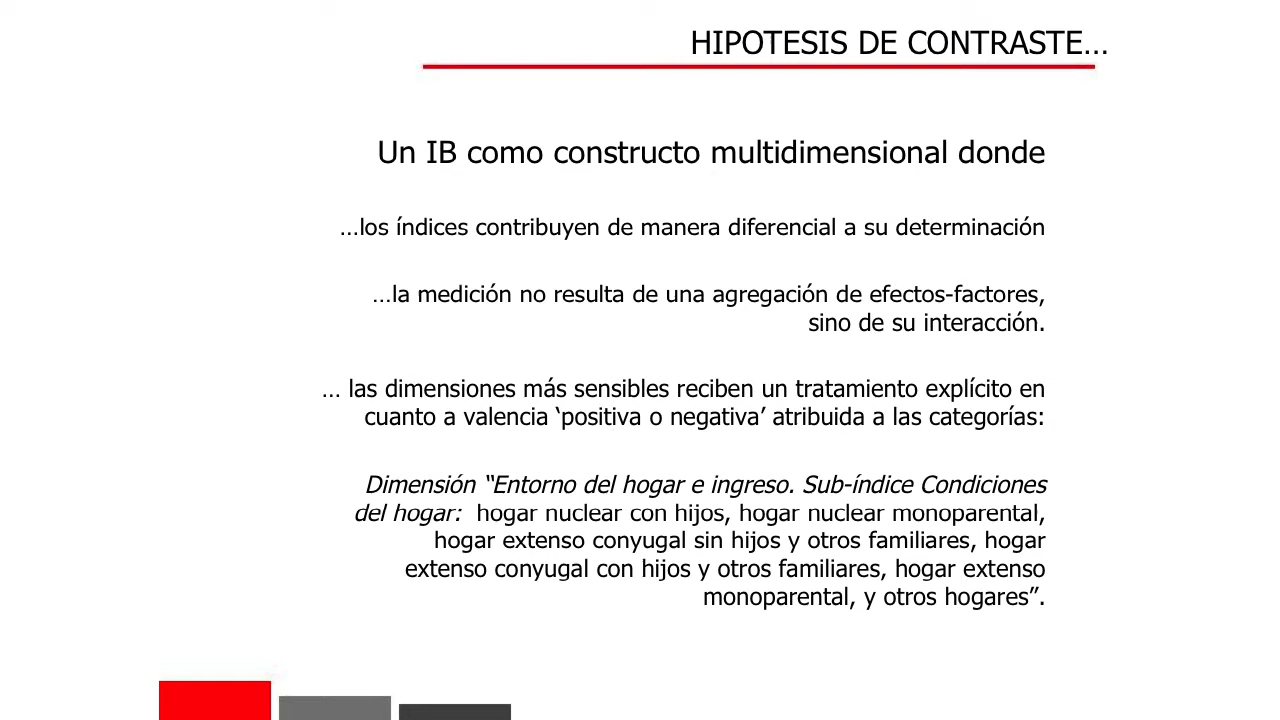 HIPOTESIS DE CONTRASTE…
Un IB como constructo multidimensional donde
…los índices contribuyen de manera diferencial a su determinación
…la medición no resulta de una agregación de efectos-factores,
sino de su interacción.
… las dimensiones más sensibles reciben un tratamiento explícito en
cuanto a valencia ‘positiva o negativa’ atribuida a las categorías:
Dimensión “Entorno del hogar e ingreso. Sub-índice Condiciones
del hogar: hogar nuclear con hijos, hogar nuclear monoparental,
hogar extenso conyugal sin hijos y otros familiares, hogar
extenso conyugal con hijos y otros familiares, hogar extenso
monoparental, y otros hogares”.